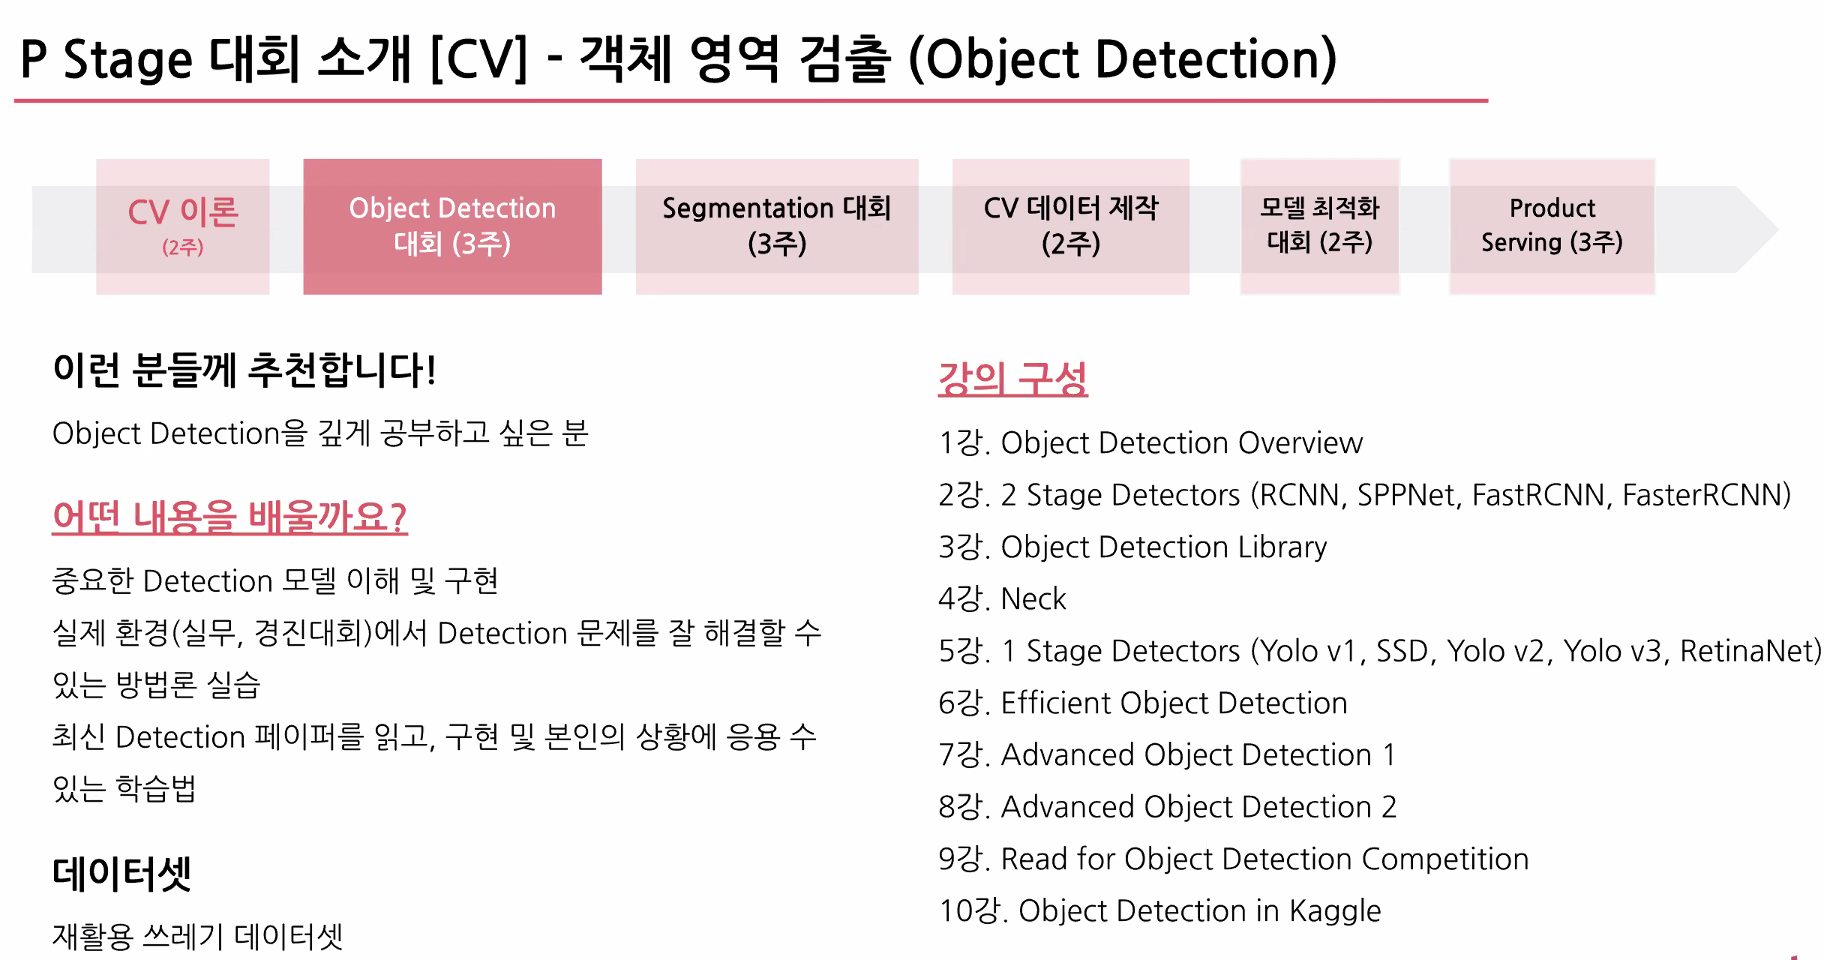 P Stage 대회 소개 [CV] - 객체 영역 검출 (Object Detection)
CV 이론
(2주)
Object Detection
대회 (3주)
Segmentation 대회
(3주)
CV 데이터 제작
(2주)
모델 최적화
대회 (2주)
Product
Serving (3주)
이런 분들께 추천합니다!
Object Detection을 깊게 공부하고 싶은 분
어떤 내용을 배울까요?
중요한 Detection 모델 이해 및 구현
실제 환경(실무, 경진대회)에서 Detection 문제를 잘 해결할 수
있는 방법론 실습
최신 Detection 페이퍼를 읽고, 구현 및 본인의 상황에 응용 수
있는 학습법
데이터셋
재활용 쓰레기 데이터셋
강의 구성
1강. Object Detection Overview
2강. 2 Stage Detectors (RCNN, SPPNet, FastRCNN, FasterRCNN)
3강. Object Detection Library
4강. Neck
5강. 1 Stage Detectors (Yolo v1, SSD, Yolo v2, Yolo v3, RetinaNet)
6강. Efficient Object Detection
7강. Advanced Object Detection 1
8강. Advanced Object Detection 2
9강. Read for Object Detection Competition
10강. Object Detection in Kaggle